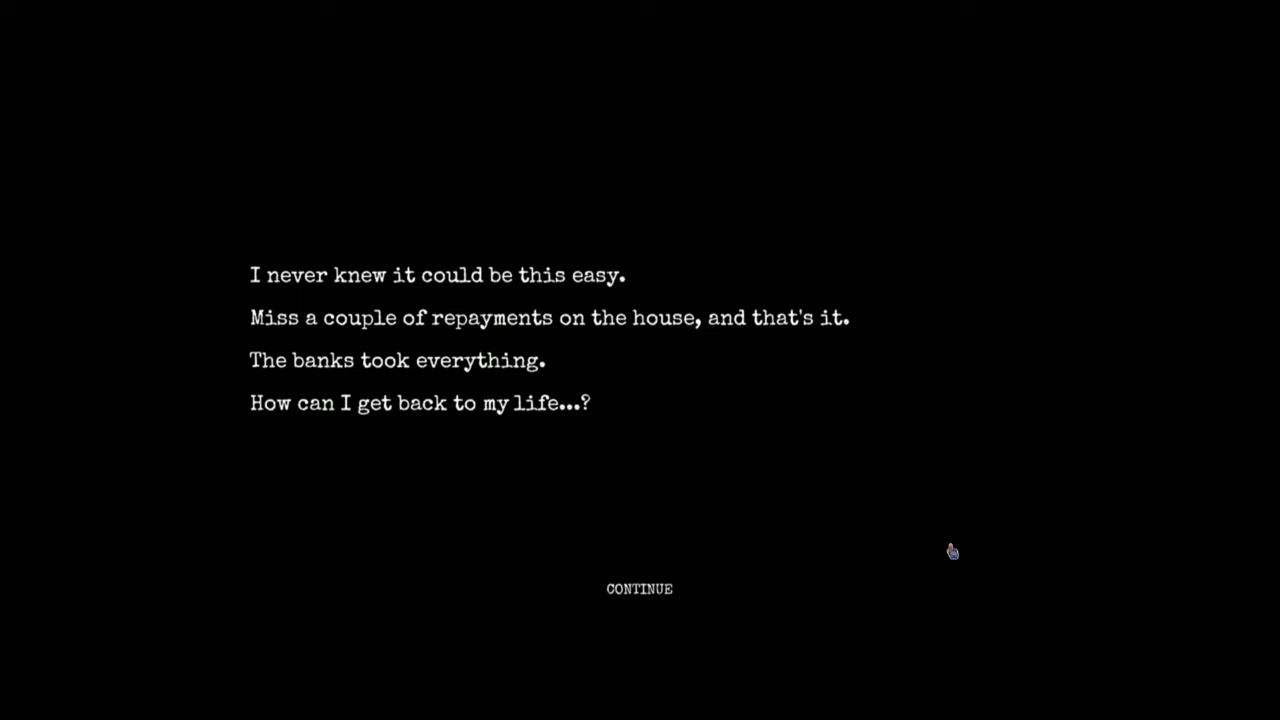 I never knew it could be this easy.
Miss a couple of repayments on the house, and that's it.
The banks took everything.
How can I get back to my life...?
CONTINUE